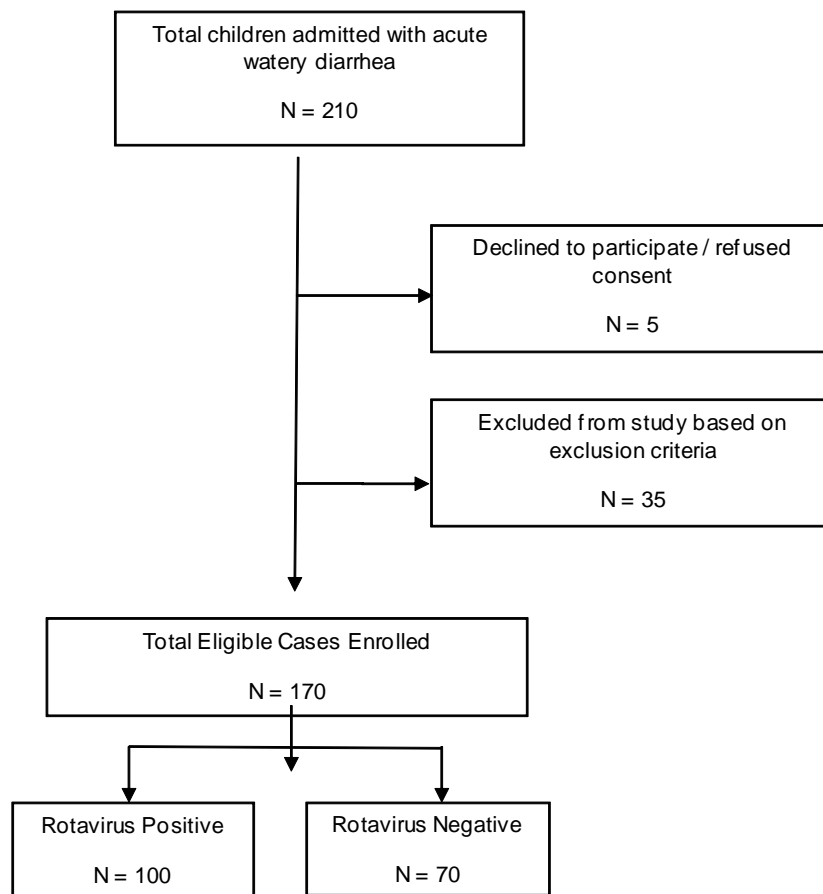 Total children admitted with acute
watery diarrhea
N = 210
Declined to participate / refused
consent
N = 5
Excluded from study based on
exclusion criteria
N = 35
Total Eligible Cases Enrolled
N = 170
Rotavirus Positive
N = 100
Rotavirus Negative
N = 70